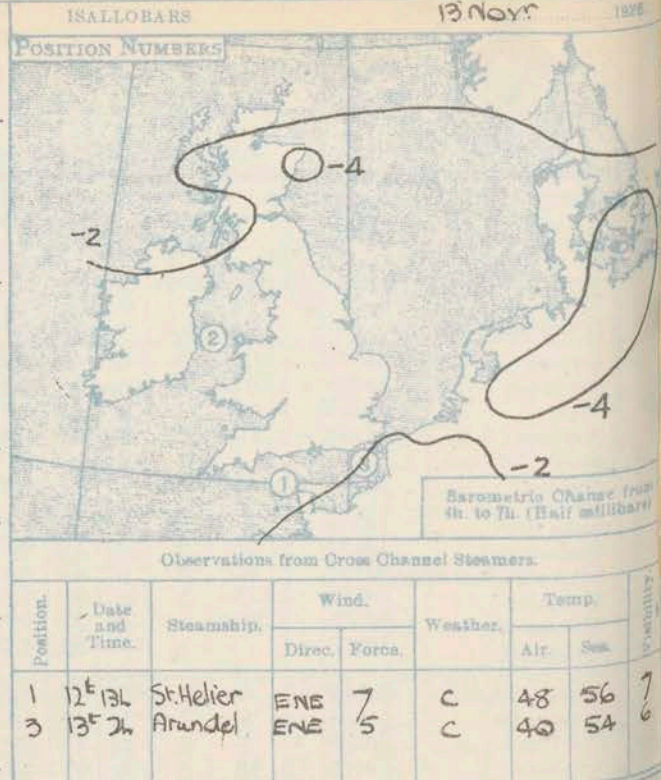 ISALLOBARS 13 Novr. 1928
POSITION NUMBERS
-4
-2
2
-4
3
-2
1
Barometric Change from
4h. to 7h. (Half millibars)
Observations from Cross Channel Steamers.
Position. Date and Time. Steamship. Wind. Direc. Force. Weather. Temp. Air. Sea.
1 12th 13h St.Helier ENE 7 C 48 56 7
3 13th 2h Arundel ENE 5 C 40 54 6